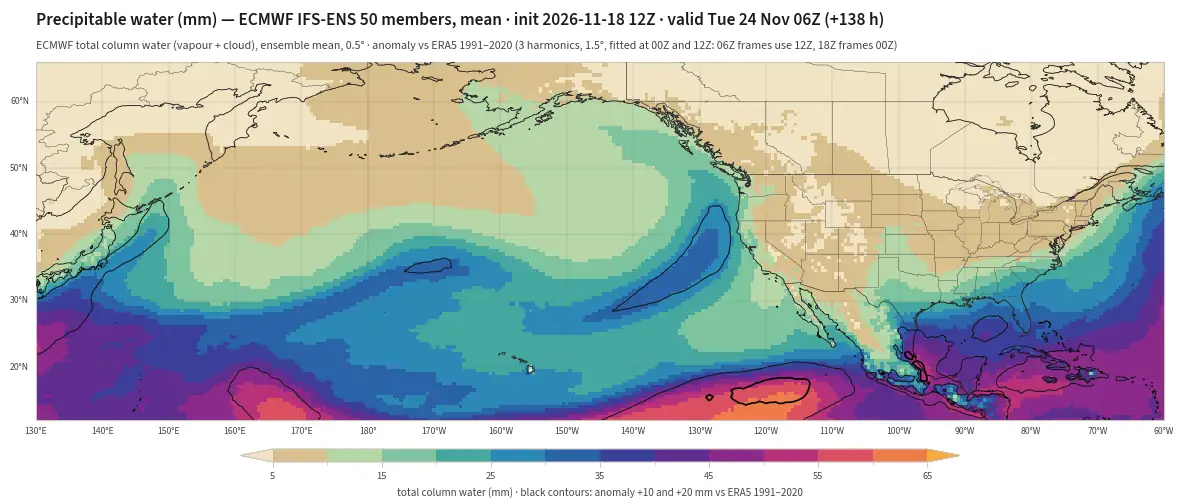 Precipitable water (mm) — ECMWF IFS-ENS 50 members, mean · init 2026-11-18 12Z · valid Tue 24 Nov 06Z (+138 h)
ECMWF total column water (vapour + cloud), ensemble mean, 0.5° · anomaly vs ERA5 1991–2020 (3 harmonics, 1.5°, fitted at 00Z and 12Z: 06Z frames use 12Z, 18Z frames 00Z)
60°N
50°N
40°N
30°N
20°N
130°E 140°E 150°E 160°E 170°E 180° 170°W 160°W 150°W 140°W 130°W 120°W 110°W 100°W 90°W 80°W 70°W 60°W
5 15 25 35 45 55 65
total column water (mm) · black contours: anomaly +10 and +20 mm vs ERA5 1991–2020